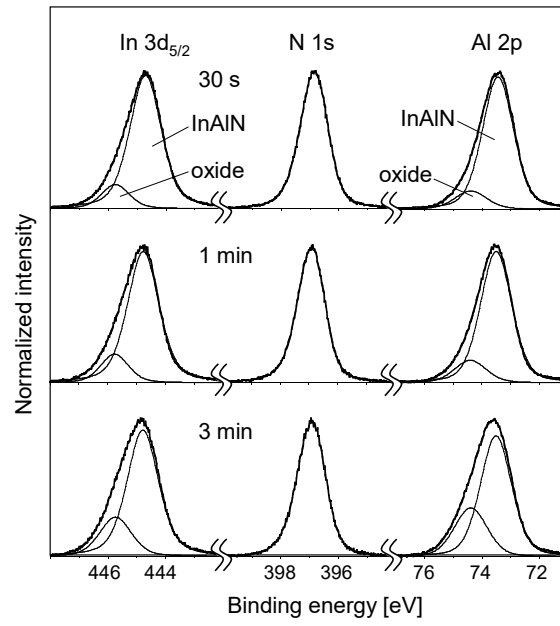 In 3d5/2
N 1s
Al 2p
30 s
InAlN
oxide
InAlN
oxide
1 min
3 min
Normalized intensity
446 444 398 396 76 74 72
Binding energy [eV]